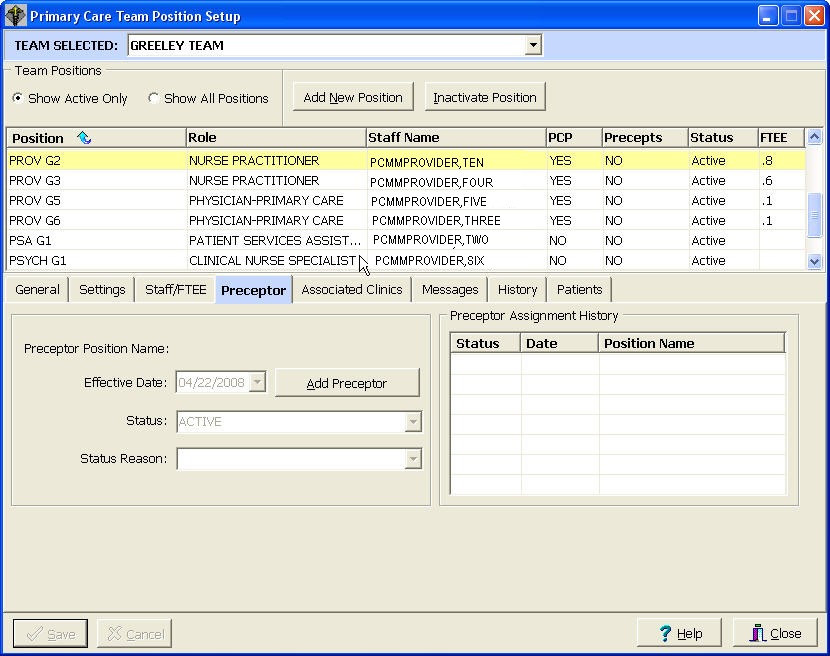 Primary Care Team Position Setup
TEAM SELECTED: GREELEY TEAM
Team Positions
Show Active Only Show All Positions Add New Position Inactivate Position
Position Role Staff Name PCP Precepts Status FTEE
PROV G2 NURSE PRACTITIONER PCMMPROVIDER,TEN YES NO Active .8
PROV G3 NURSE PRACTITIONER PCMMPROVIDER,FOUR YES NO Active .6
PROV G5 PHYSICIAN-PRIMARY CARE PCMMPROVIDER,FIVE YES NO Active .1
PROV G6 PHYSICIAN-PRIMARY CARE PCMMPROVIDER,THREE YES NO Active .1
PSA G1 PATIENT SERVICES ASSIST... PCMMPROVIDER,TWO NO NO Active
PSYCH G1 CLINICAL NURSE SPECIALIST PCMMPROVIDER,SIX NO NO Active
General Settings Staff/FTEE Preceptor Associated Clinics Messages History Patients
Preceptor Assignment History
Status Date Position Name
Preceptor Position Name:
Effective Date: 04/22/2008 Add Preceptor
Status: ACTIVE
Status Reason:
Save Cancel Help Close